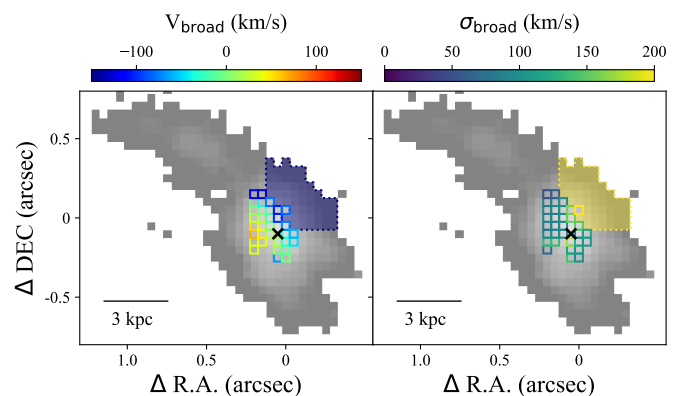 V_broad (km/s) σ_broad (km/s)
−100 0 100 0 50 100 150 200
Δ DEC (arcsec)
0.5
0
-0.5
3 kpc 3 kpc
1.0 0.5 0 1.0 0.5 0
Δ R.A. (arcsec) Δ R.A. (arcsec)